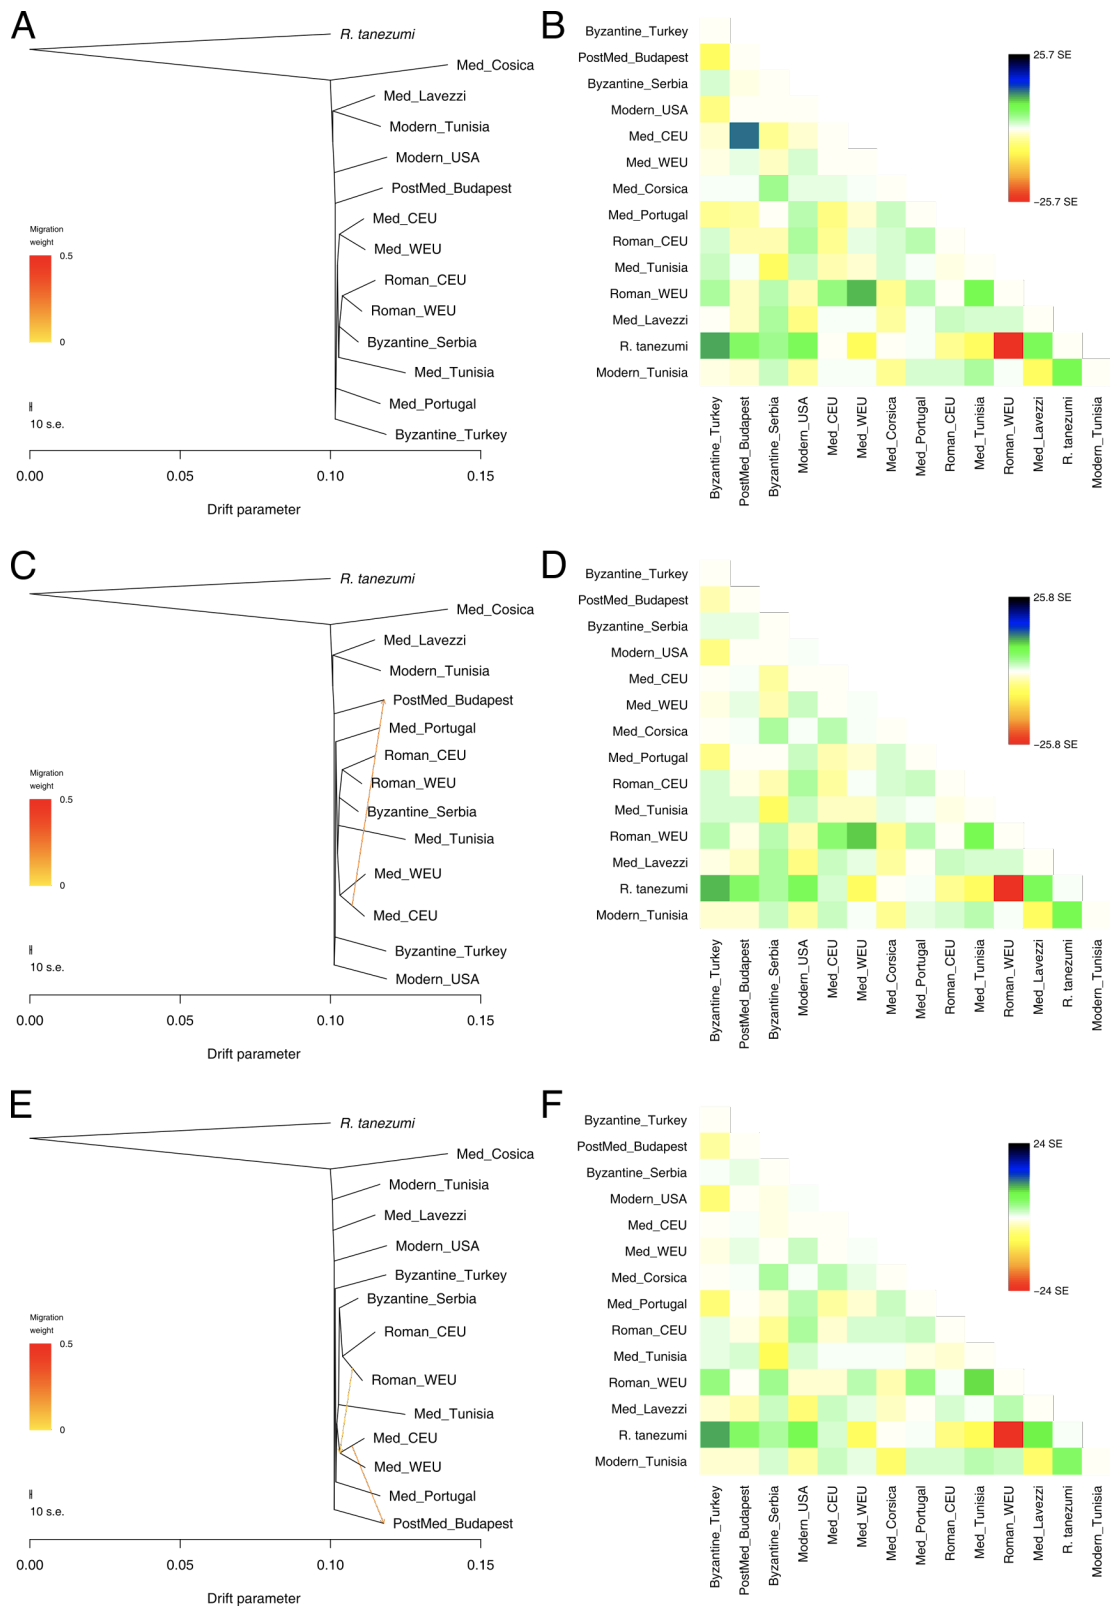 A
R. tanezumi
Med_Cosica
Med_Lavezzi
Modern_Tunisia
Modern_USA
PostMed_Budapest
Med_CEU
Med_WEU
Roman_CEU
Roman_WEU
Byzantine_Serbia
Med_Tunisia
Med_Portugal
Byzantine_Turkey
Migration
weight
0.5
0
10 s.e.
0.00
0.05
0.10
0.15
Drift parameter
B
Byzantine_Turkey
PostMed_Budapest
Byzantine_Serbia
Modern_USA
Med_CEU
Med_WEU
Med_Corsica
Med_Portugal
Roman_CEU
Med_Tunisia
Roman_WEU
Med_Lavezzi
R. tanezumi
Modern_Tunisia
25.7 SE
−25.7 SE
Byzantine_Turkey
PostMed_Budapest
Byzantine_Serbia
Modern_USA
Med_CEU
Med_WEU
Med_Corsica
Med_Portugal
Roman_CEU
Med_Tunisia
Roman_WEU
Med_Lavezzi
R. tanezumi
Modern_Tunisia
C
R. tanezumi
Med_Cosica
Med_Lavezzi
Modern_Tunisia
PostMed_Budapest
Med_Portugal
Roman_CEU
Roman_WEU
Byzantine_Serbia
Med_Tunisia
Med_WEU
Med_CEU
Byzantine_Turkey
Modern_USA
Migration
weight
0.5
0
10 s.e.
0.00
0.05
0.10
0.15
Drift parameter
D
Byzantine_Turkey
PostMed_Budapest
Byzantine_Serbia
Modern_USA
Med_CEU
Med_WEU
Med_Corsica
Med_Portugal
Roman_CEU
Med_Tunisia
Roman_WEU
Med_Lavezzi
R. tanezumi
Modern_Tunisia
25.8 SE
−25.8 SE
Byzantine_Turkey
PostMed_Budapest
Byzantine_Serbia
Modern_USA
Med_CEU
Med_WEU
Med_Corsica
Med_Portugal
Roman_CEU
Med_Tunisia
Roman_WEU
Med_Lavezzi
R. tanezumi
Modern_Tunisia
E
R. tanezumi
Med_Cosica
Modern_Tunisia
Med_Lavezzi
Modern_USA
Byzantine_Turkey
Byzantine_Serbia
Roman_CEU
Roman_WEU
Med_Tunisia
Med_CEU
Med_WEU
Med_Portugal
PostMed_Budapest
Migration
weight
0.5
0
10 s.e.
0.00
0.05
0.10
0.15
Drift parameter
F
Byzantine_Turkey
PostMed_Budapest
Byzantine_Serbia
Modern_USA
Med_CEU
Med_WEU
Med_Corsica
Med_Portugal
Roman_CEU
Med_Tunisia
Roman_WEU
Med_Lavezzi
R. tanezumi
Modern_Tunisia
24 SE
−24 SE
Byzantine_Turkey
PostMed_Budapest
Byzantine_Serbia
Modern_USA
Med_CEU
Med_WEU
Med_Corsica
Med_Portugal
Roman_CEU
Med_Tunisia
Roman_WEU
Med_Lavezzi
R. tanezumi
Modern_Tunisia